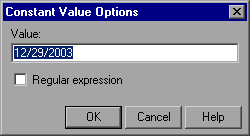 Constant Value Options
Value:
12/29/2003
Regular expression
OK Cancel Help